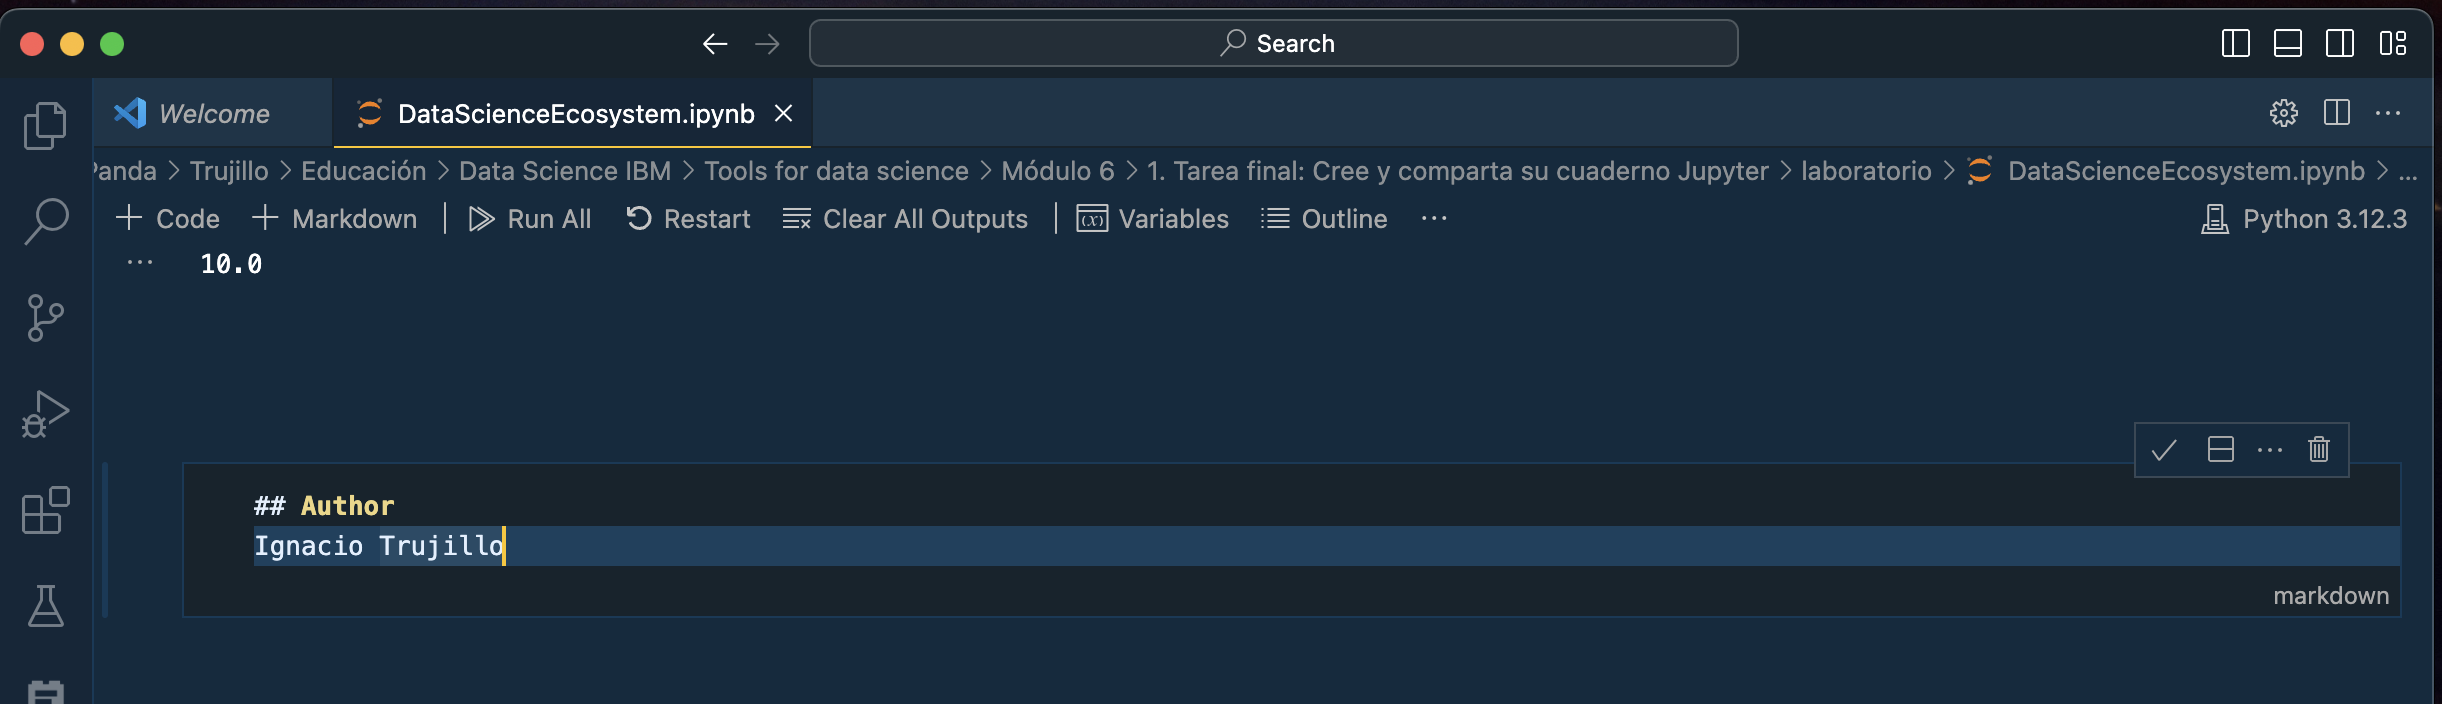 Search
Welcome
DataScienceEcosystem.ipynb
Panda > Trujillo > Educación > Data Science IBM > Tools for data science > Módulo 6 > 1. Tarea final: Cree y comparta su cuaderno Jupyter > laboratorio > DataScienceEcosystem.ipynb > ...
+ Code + Markdown | Run All Restart Clear All Outputs | Variables Outline ... Python 3.12.3
... 10.0
## Author
Ignacio Trujillo
markdown